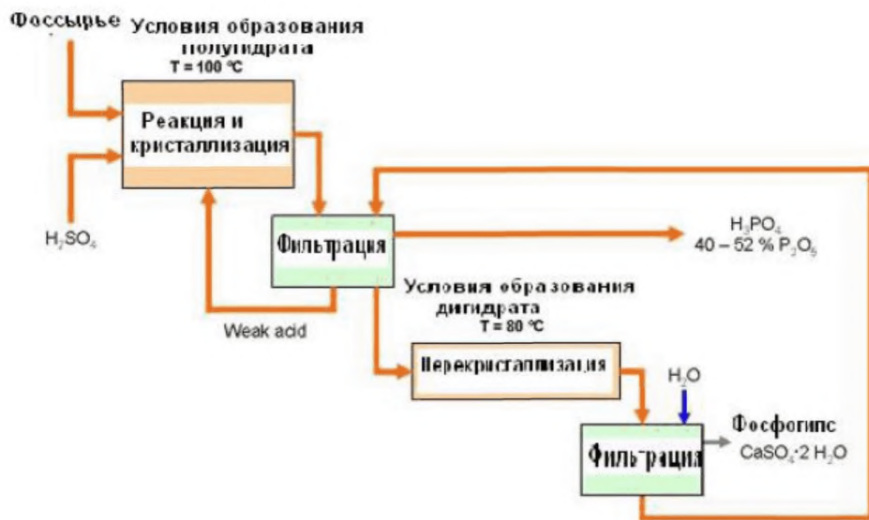 Фоссырье
Условия образования
полугидрата
T = 100 °C
Реакция и
кристаллизация
H₂SO₄
Фильтрация
H₃PO₄
40 – 52 % P₂O₅
Weak acid
Условия образования
дигидрата
T = 80 °C
Перекристаллизация
H₂O
Фильтрация
Фосфогипс
CaSO₄·2 H₂O